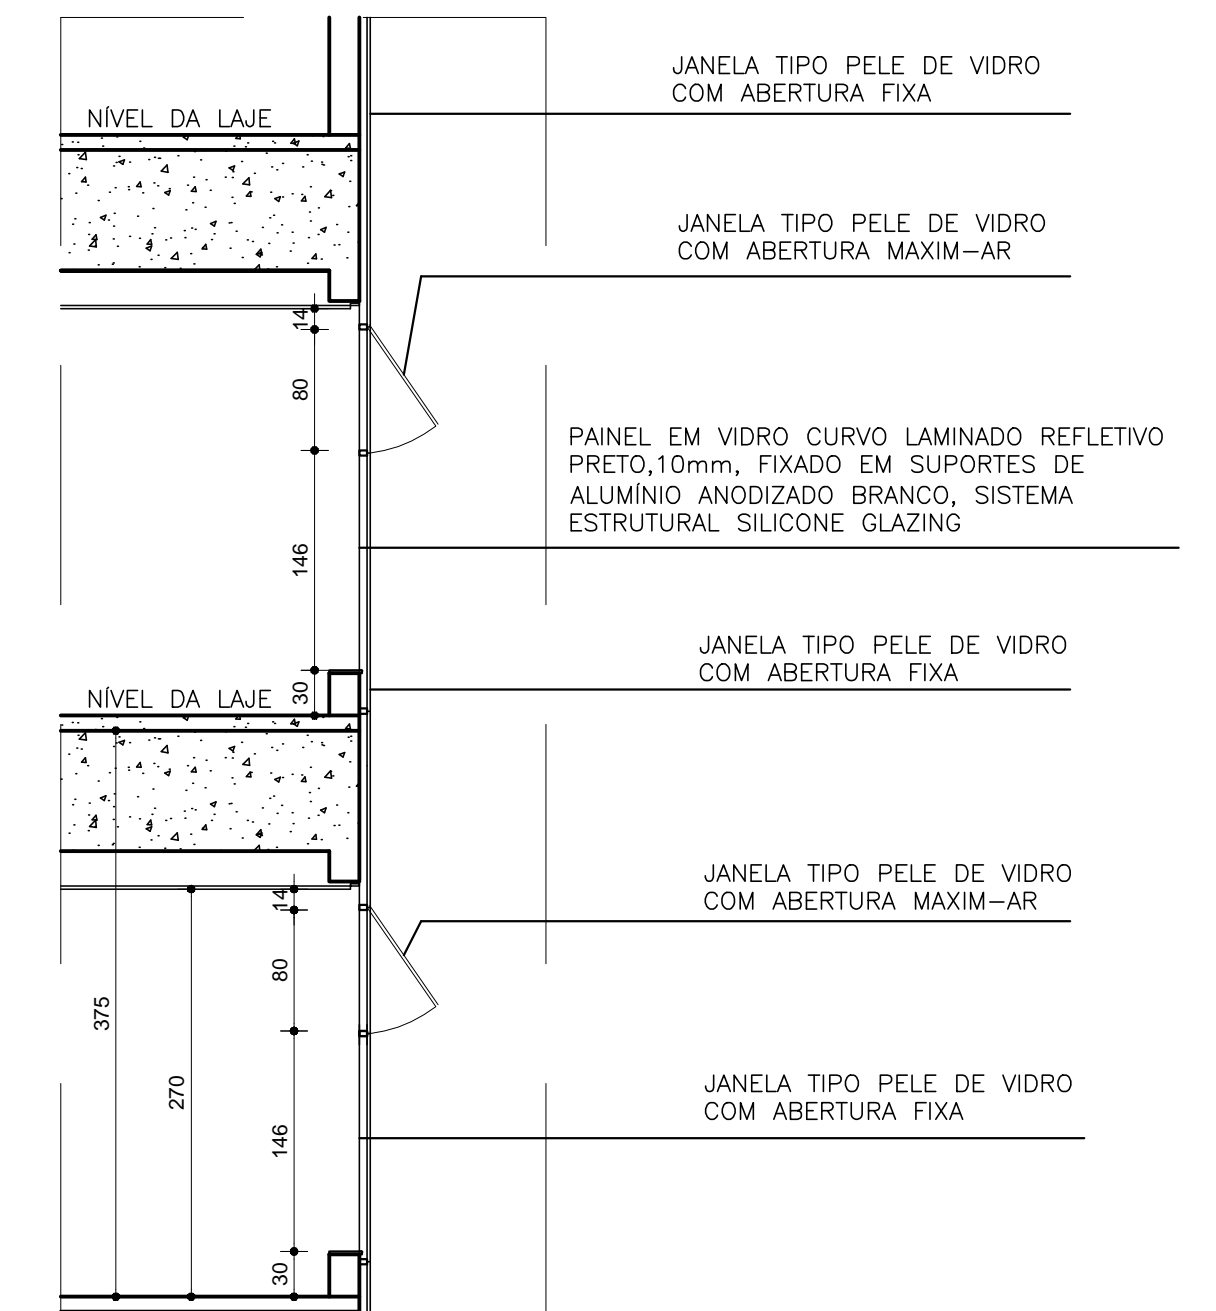 JANELA TIPO PELE DE VIDRO
COM ABERTURA FIXA
NÍVEL DA LAJE
JANELA TIPO PELE DE VIDRO
COM ABERTURA MAXIM-AR
14
80
PAINEL EM VIDRO CURVO LAMINADO REFLETIVO
PRETO,10mm, FIXADO EM SUPORTES DE
ALUMÍNIO ANODIZADO BRANCO, SISTEMA
ESTRUTURAL SILICONE GLAZING
146
JANELA TIPO PELE DE VIDRO
COM ABERTURA FIXA
30
NÍVEL DA LAJE
JANELA TIPO PELE DE VIDRO
COM ABERTURA MAXIM-AR
14
80
375
270
JANELA TIPO PELE DE VIDRO
COM ABERTURA FIXA
146
30